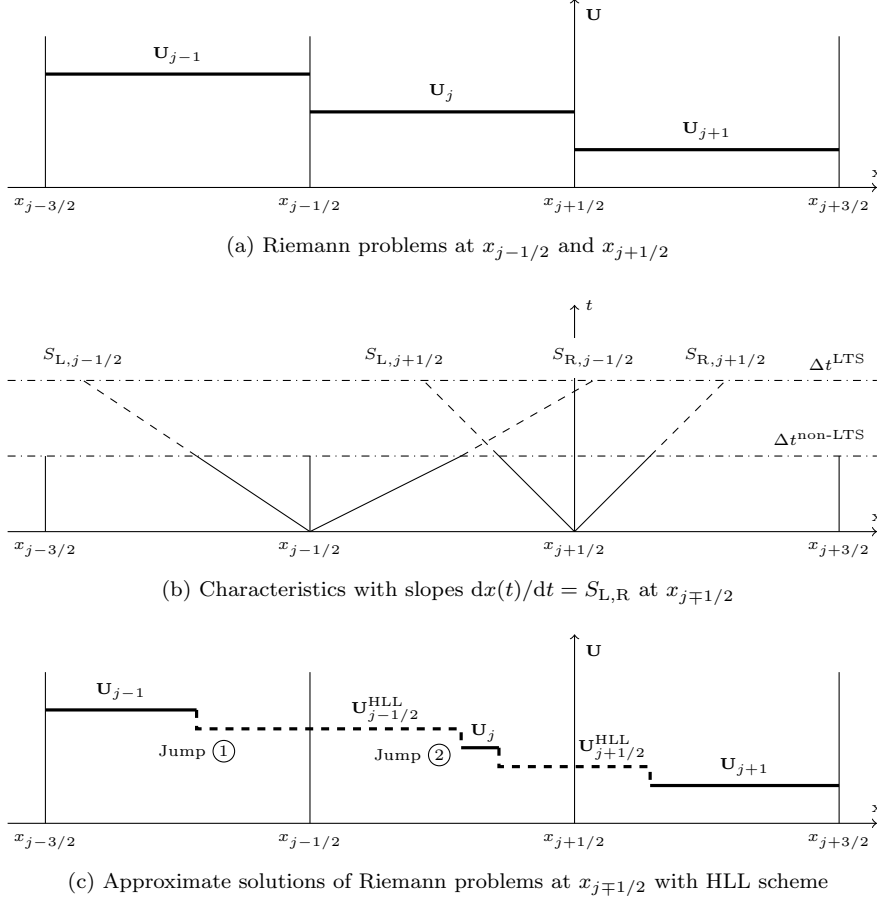 U
U_{j−1}
U_j
U_{j+1}
x
x_{j−3/2} x_{j−1/2} x_{j+1/2} x_{j+3/2}
(a) Riemann problems at x_{j−1/2} and x_{j+1/2}
t
S_{L,j−1/2} S_{L,j+1/2} S_{R,j−1/2} S_{R,j+1/2} Δt^{LTS}
Δt^{non-LTS}
x
x_{j−3/2} x_{j−1/2} x_{j+1/2} x_{j+3/2}
(b) Characteristics with slopes dx(t)/dt = S_{L,R} at x_{j∓1/2}
U
U_{j−1} U^{HLL}_{j−1/2}
U_j U^{HLL}_{j+1/2}
Jump ① Jump ② U_{j+1}
x
x_{j−3/2} x_{j−1/2} x_{j+1/2} x_{j+3/2}
(c) Approximate solutions of Riemann problems at x_{j∓1/2} with HLL scheme